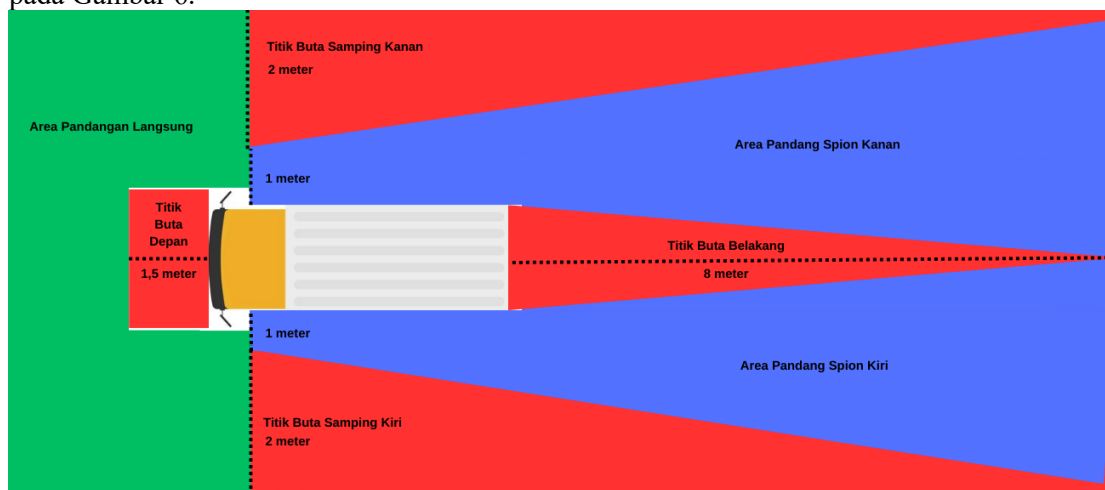 pada Gambar 6.
Titik Buta Samping Kanan
2 meter
Area Pandangan Langsung
Area Pandang Spion Kanan
1 meter
Titik
Buta
Depan
1,5 meter
Titik Buta Belakang
8 meter
1 meter
Area Pandang Spion Kiri
Titik Buta Samping Kiri
2 meter